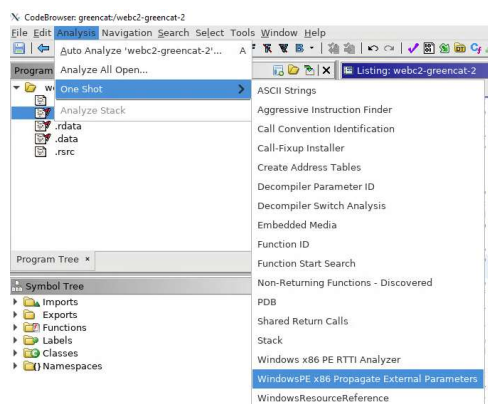 CodeBrowser: greencat:/webc2-greencat-2
File Edit Analysis Navigation Search Select Tools Window Help
Auto Analyze 'webc2-greencat-2'... A
Analyze All Open...
One Shot
Analyze Stack
Program
Listing: webc2-greencat-2
.rdata
.data
.rsrc
Program Tree ×
Symbol Tree
Imports
Exports
Functions
Labels
Classes
Namespaces
ASCII Strings
Aggressive Instruction Finder
Call Convention Identification
Call-Fixup Installer
Create Address Tables
Decompiler Parameter ID
Decompiler Switch Analysis
Embedded Media
Function ID
Function Start Search
Non-Returning Functions - Discovered
PDB
Shared Return Calls
Stack
Windows x86 PE RTTI Analyzer
WindowsPE x86 Propagate External Parameters
WindowsResourceReference